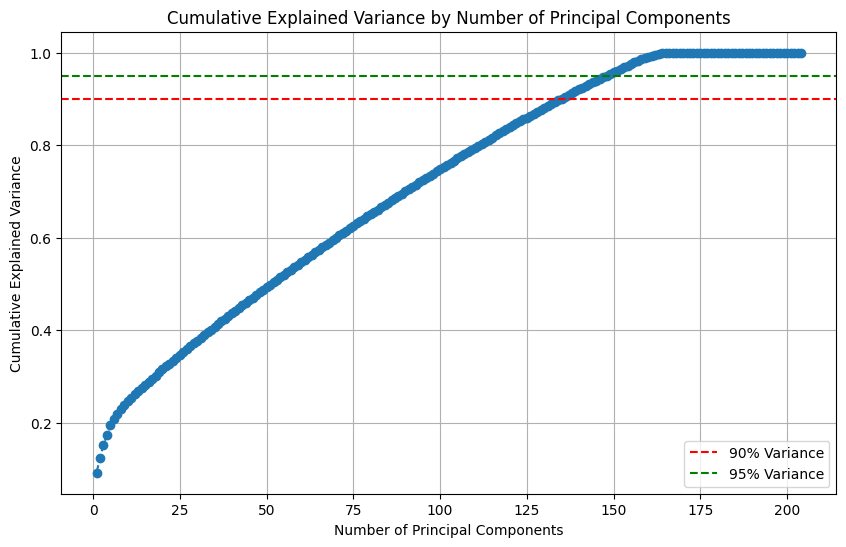 Cumulative Explained Variance by Number of Principal Components
Cumulative Explained Variance
1.0
0.8
0.6
0.4
0.2
0
25
50
75
100
125
150
175
200
Number of Principal Components
90% Variance
95% Variance